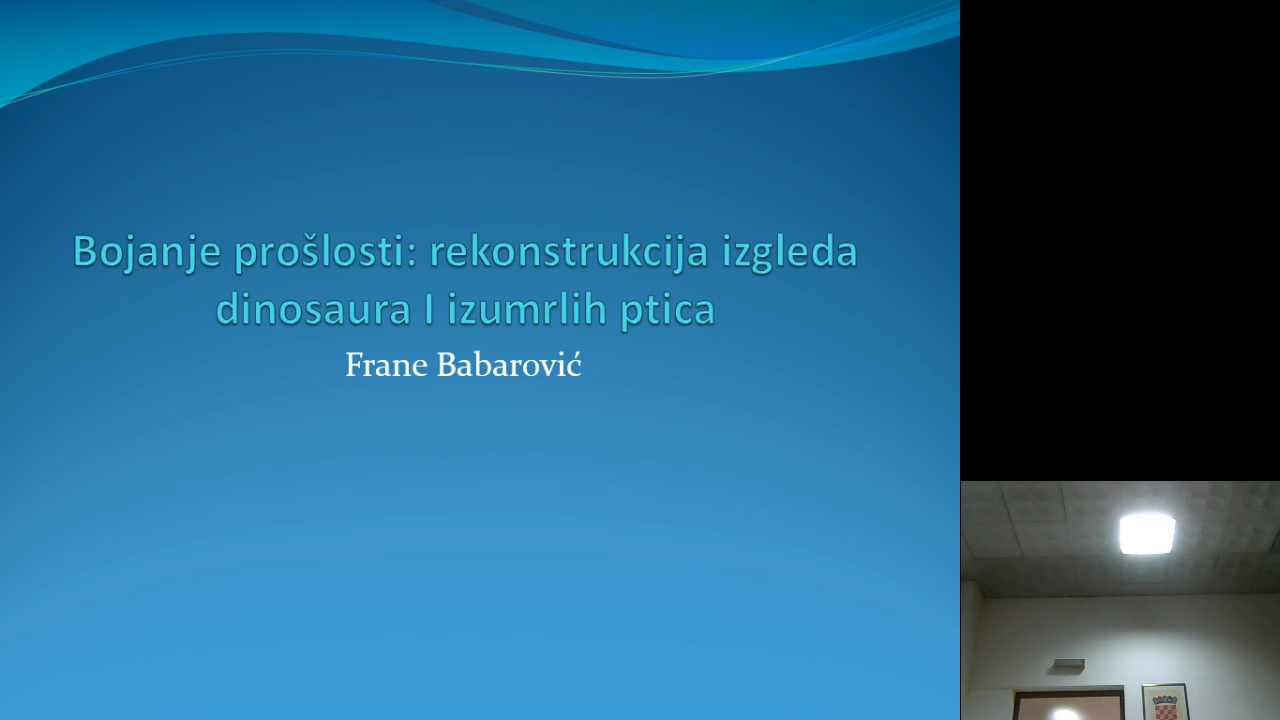 Bojanje prošlosti: rekonstrukcija izgleda
dinosaura I izumrlih ptica
Frane Babarović